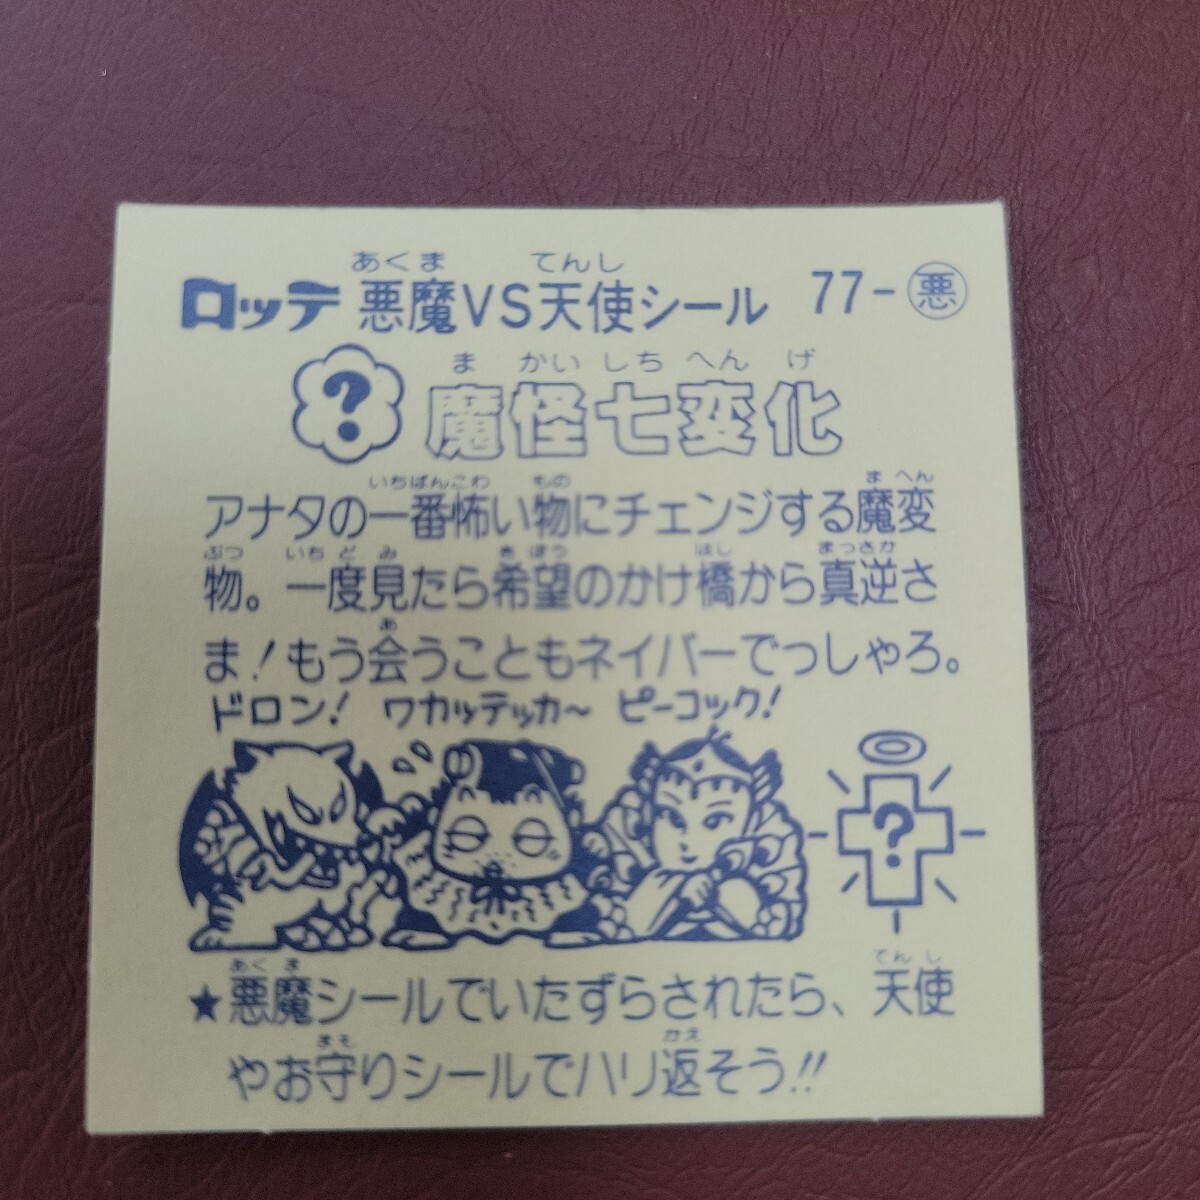 あくま てんし
ロッテ 悪魔VS天使シール 77-悪
ま かい しち へん げ
? 魔怪七変化
いちばんこわ もの ま へん
アナタの一番怖い物にチェンジする魔変
ぶつ いち ど み き ぼう はし まっさか
物。一度見たら希望のかけ橋から真逆さ
あ
ま!もう会うこともネイバーでっしゃろ。
ドロン! ワカッテッカ〜 ピーコック!
?
あく ま てん し
★悪魔シールでいたずらされたら、天使
まも かえ
やお守りシールでハリ返そう!!